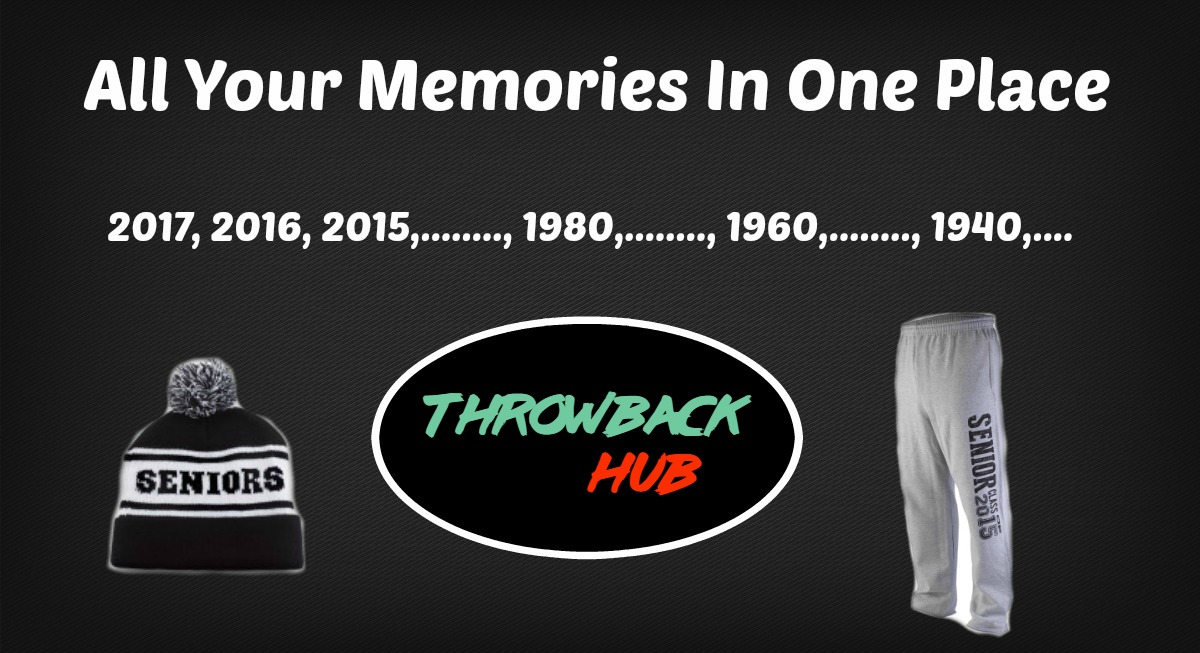 All Your Memories In One Place
2017, 2016, 2015,........, 1980,........, 1960,........, 1940,....
SENIORS
THROWBACK
HUB
SENIOR
CLASS OF
2015